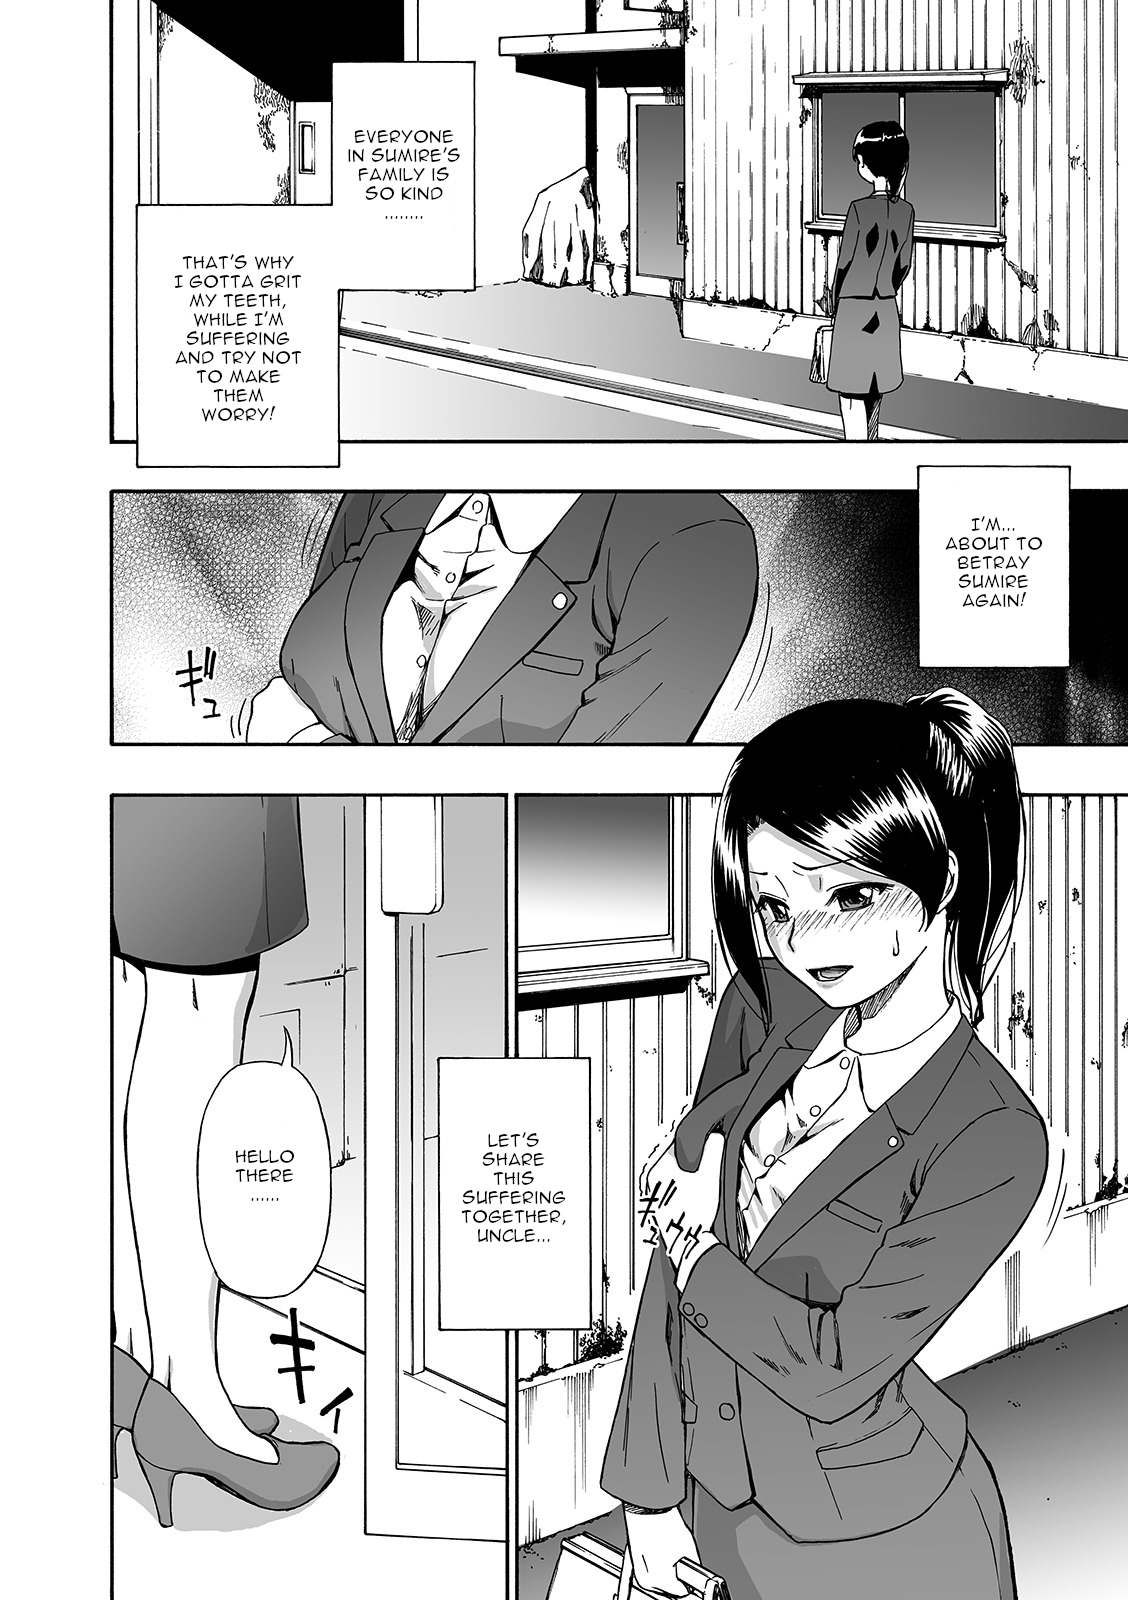 EVERYONE
IN SUMIRE'S
FAMILY IS
SO KIND
........
THAT'S WHY
I GOTTA GRIT
MY TEETH,
WHILE I'M
SUFFERING
AND TRY NOT
TO MAKE
THEM
WORRY!
I'M...
ABOUT TO
BETRAY
SUMIRE
AGAIN!
ギュ
LET'S
SHARE
THIS
SUFFERING
TOGETHER,
UNCLE...
ギュウウ
HELLO
THERE
......
キィ